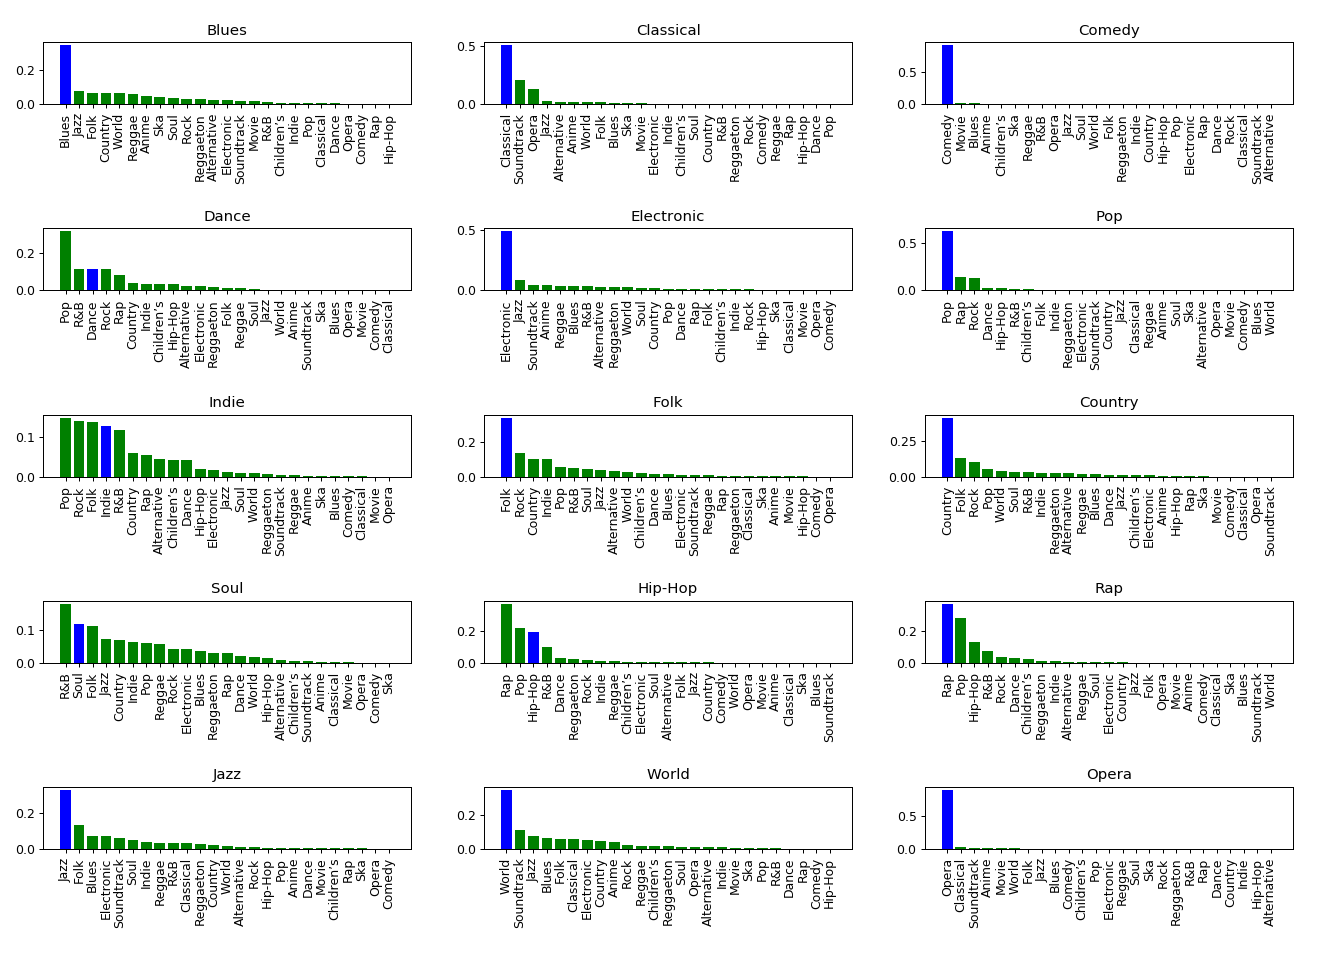 Blues
0.2
0.0
Blues
Jazz
Folk
Country
World
Reggae
Anime
Ska
Soul
Rock
Reggaeton
Alternative
Electronic
Soundtrack
Movie
R&B
Children's
Indie
Pop
Classical
Dance
Opera
Comedy
Rap
Hip-Hop
Classical
0.5
0.0
Classical
Soundtrack
Opera
Jazz
Alternative
Anime
World
Folk
Blues
Ska
Movie
Electronic
Indie
Children's
Soul
Country
R&B
Reggaeton
Rock
Comedy
Reggae
Rap
Hip-Hop
Dance
Pop
Comedy
0.5
0.0
Comedy
Movie
Blues
Anime
Children's
Ska
Reggae
R&B
Opera
Jazz
Soul
World
Folk
Reggaeton
Indie
Country
Hip-Hop
Pop
Electronic
Rap
Dance
Rock
Classical
Soundtrack
Alternative
Dance
0.2
0.0
Pop
R&B
Dance
Rock
Rap
Country
Indie
Children's
Hip-Hop
Alternative
Electronic
Reggaeton
Folk
Reggae
Soul
Jazz
World
Anime
Soundtrack
Ska
Blues
Opera
Movie
Comedy
Classical
Electronic
0.5
0.0
Electronic
Jazz
Soundtrack
Anime
Reggae
Blues
R&B
Alternative
Reggaeton
World
Soul
Country
Pop
Dance
Rap
Folk
Children's
Indie
Rock
Hip-Hop
Ska
Classical
Movie
Opera
Comedy
Pop
0.5
0.0
Pop
Rap
Rock
Dance
Hip-Hop
R&B
Children's
Folk
Indie
Reggaeton
Electronic
Soundtrack
Country
Jazz
Classical
Reggae
Anime
Soul
Ska
Alternative
Opera
Movie
Comedy
Blues
World
Indie
0.1
0.0
Pop
Rock
Folk
Indie
R&B
Country
Rap
Alternative
Children's
Dance
Hip-Hop
Electronic
Jazz
Soul
World
Reggaeton
Soundtrack
Reggae
Anime
Ska
Blues
Comedy
Classical
Movie
Opera
Folk
0.2
0.0
Folk
Rock
Country
Indie
Pop
R&B
Soul
Jazz
Alternative
World
Children's
Dance
Blues
Electronic
Soundtrack
Reggae
Rap
Reggaeton
Classical
Ska
Anime
Movie
Hip-Hop
Comedy
Opera
Country
0.25
0.00
Country
Folk
Rock
Pop
World
Soul
R&B
Indie
Reggaeton
Alternative
Reggae
Blues
Dance
Jazz
Children's
Electronic
Anime
Hip-Hop
Rap
Ska
Movie
Comedy
Classical
Opera
Soundtrack
Soul
0.1
0.0
R&B
Soul
Folk
Jazz
Country
Indie
Pop
Reggae
Rock
Electronic
Blues
Reggaeton
Rap
Dance
World
Hip-Hop
Alternative
Children's
Soundtrack
Anime
Classical
Movie
Opera
Comedy
Ska
Hip-Hop
0.2
0.0
Rap
Pop
Hip-Hop
R&B
Dance
Reggaeton
Rock
Indie
Reggae
Children's
Electronic
Soul
Alternative
Folk
Jazz
Country
Comedy
World
Opera
Movie
Anime
Classical
Ska
Blues
Soundtrack
Rap
0.2
0.0
Rap
Pop
Hip-Hop
R&B
Rock
Dance
Children's
Reggaeton
Indie
Alternative
Reggae
Soul
Electronic
Country
Jazz
Folk
Opera
Movie
Anime
Comedy
Classical
Ska
Blues
Soundtrack
World
Jazz
0.2
0.0
Jazz
Folk
Blues
Electronic
Soundtrack
Soul
Indie
Reggae
R&B
Classical
Reggaeton
Country
World
Alternative
Rock
Hip-Hop
Pop
Anime
Dance
Movie
Children's
Rap
Ska
Opera
Comedy
World
0.2
0.0
World
Soundtrack
Jazz
Blues
Folk
Classical
Electronic
Country
Anime
Rock
Reggae
Children's
Reggaeton
Soul
Opera
Alternative
Indie
Movie
Ska
Pop
R&B
Dance
Rap
Comedy
Hip-Hop
Opera
0.5
0.0
Opera
Classical
Soundtrack
Anime
Movie
World
Folk
Jazz
Blues
Comedy
Children's
Pop
Electronic
Reggae
Soul
Ska
Rock
Reggaeton
R&B
Rap
Dance
Country
Indie
Hip-Hop
Alternative